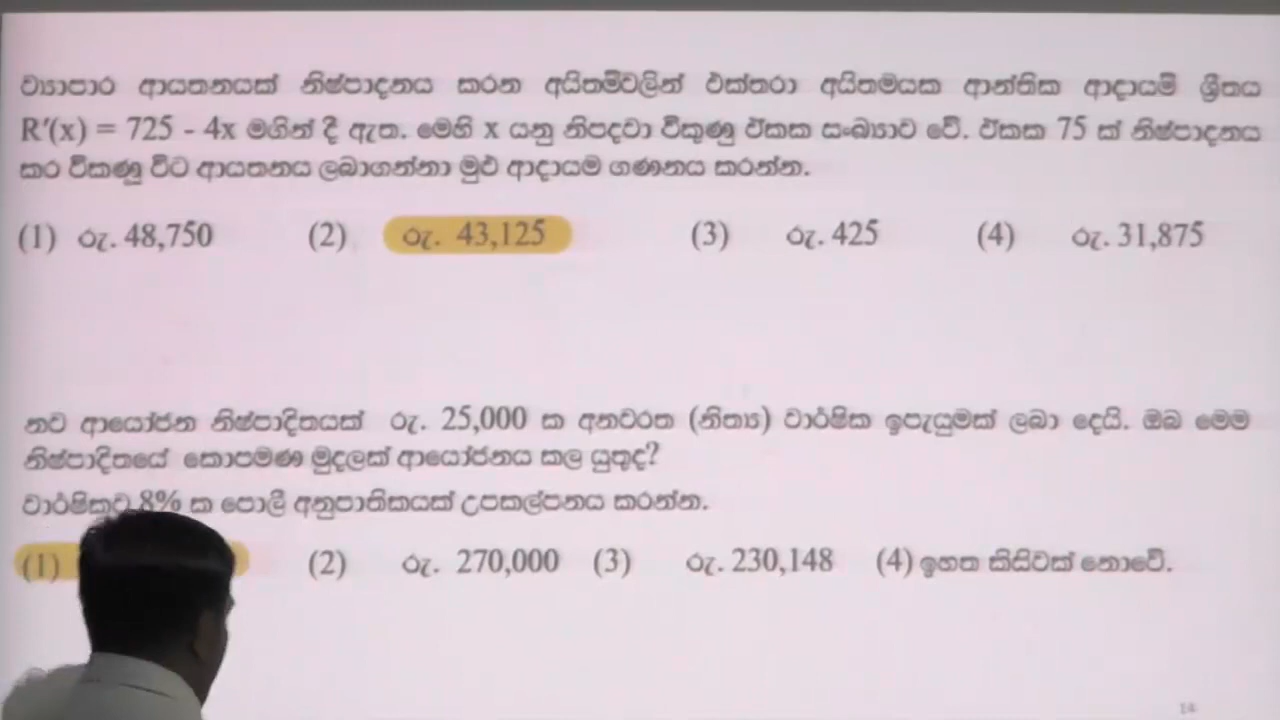 ව්‍යාපාර ආයතනයක් නිෂ්පාදනය කරන අයිතමවලින් එක්තරා අයිතමයක ආන්තික ආදායම් ශ්‍රිතය
R′(x) = 725 - 4x මගින් දී ඇත. මෙහි x යනු නිපදවා විකුණු ඒකක සංඛ්‍යාව වේ. ඒකක 75 ක් නිෂ්පාදනය
කර විකුණු විට ආයතනය ලබාගන්නා මුළු ආදායම ගණනය කරන්න.
(1) රු. 48,750 (2) රු. 43,125 (3) රු. 425 (4) රු. 31,875
නව ආයෝජන නිෂ්පාදිතයක් රු. 25,000 ක අනවරත (නිත්‍ය) වාර්ෂික ඉපැයුමක් ලබා දෙයි. ඔබ මෙම
නිෂ්පාදිතයේ කොපමණ මුදලක් ආයෝජනය කල යුතුද?
වාර්ෂිකව 8% ක පොලී අනුපාතිකයක් උපකල්පනය කරන්න.
(1) (2) රු. 270,000 (3) රු. 230,148 (4) ඉහත කිසිවක් නොවේ.